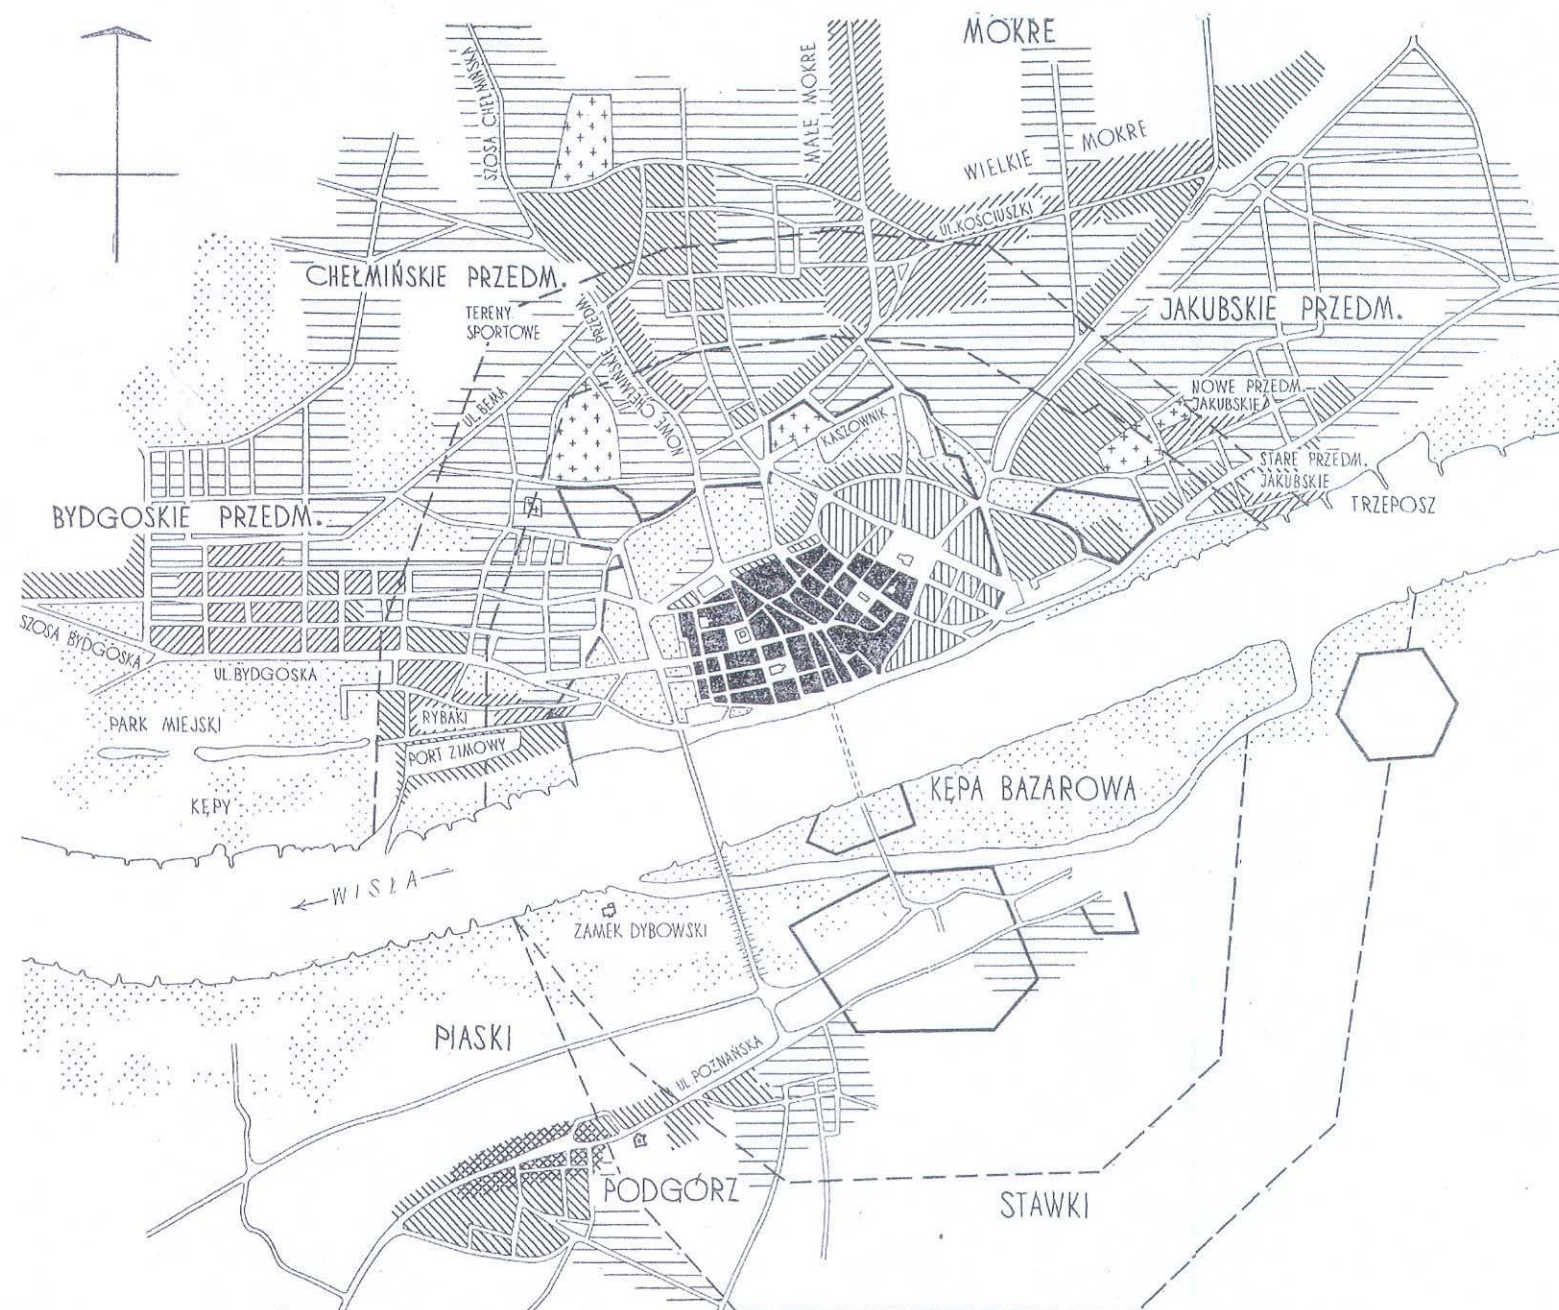 MOKRE
SZOSA CHEŁMIŃSKA
MAŁE MOKRE
WIELKIE MOKRE
UL.KOŚCIUSZKI
CHEŁMIŃSKIE PRZEDM.
TERENY
SPORTOWE
NOWE CHEŁMIŃSKIE PRZEDM.
JAKUBSKIE PRZEDM.
UL. BEMA
NOWE PRZEDM.
JAKUBSKIE
KASZOWNIK
STARE PRZEDM.
JAKUBSKIE
TRZEPOSZ
BYDGOSKIE PRZEDM.
SZOSA BYDGOSKA
UL.BYDGOSKA
PARK MIEJSKI
RYBAKI
PORT ZIMOWY
KĘPY
KĘPA BAZAROWA
WISŁA
ZAMEK DYBOWSKI
PIASKI
UL POZNAŃSKA
PODGÓRZ
STAWKI